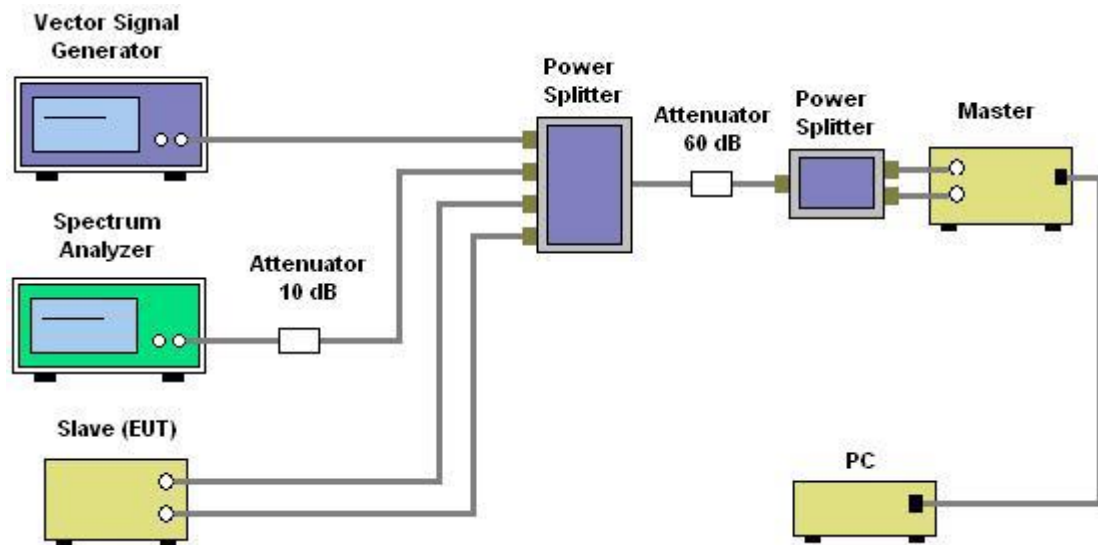 Vector Signal
Generator
Power
Splitter
Attenuator
60 dB
Power
Splitter
Master
Spectrum
Analyzer
Attenuator
10 dB
Slave (EUT)
PC